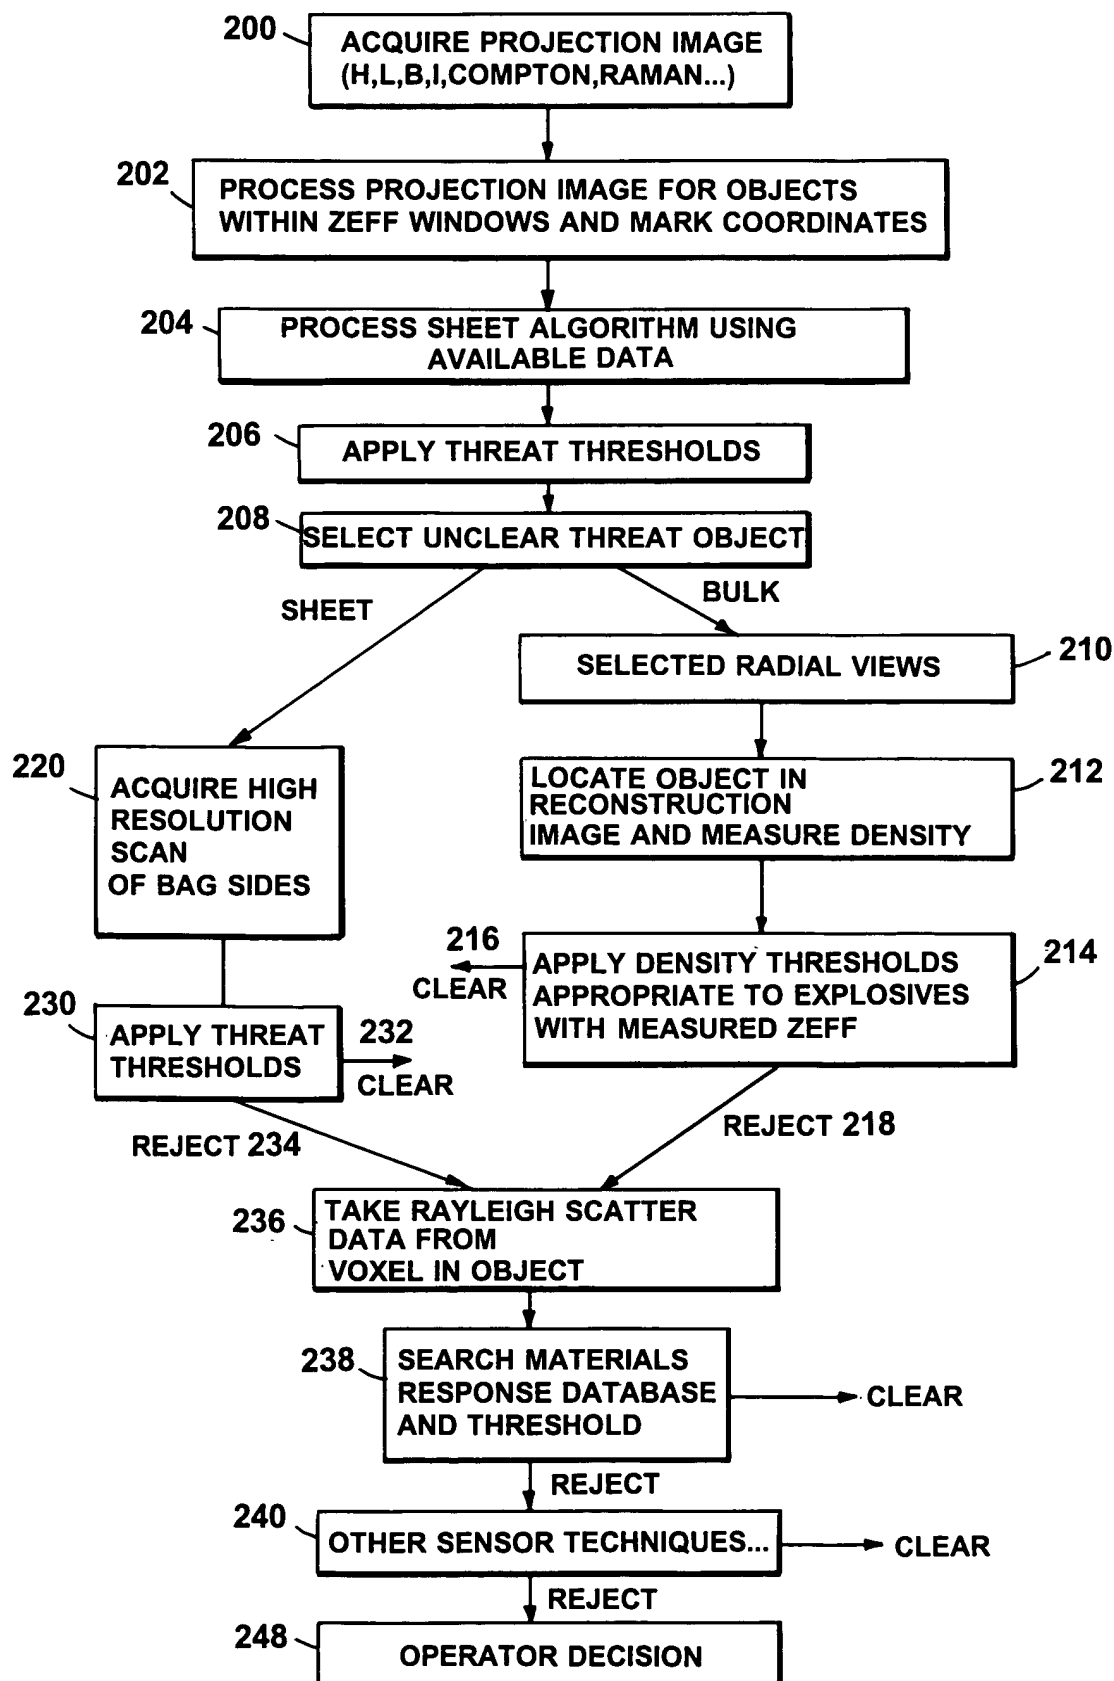 200
ACQUIRE PROJECTION IMAGE
(H,L,B,I,COMPTON,RAMAN...)
202
PROCESS PROJECTION IMAGE FOR OBJECTS
WITHIN ZEFF WINDOWS AND MARK COORDINATES
204
PROCESS SHEET ALGORITHM USING
AVAILABLE DATA
206
APPLY THREAT THRESHOLDS
208
SELECT UNCLEAR THREAT OBJECT
SHEET
BULK
SELECTED RADIAL VIEWS
210
220
ACQUIRE HIGH
RESOLUTION
SCAN
OF BAG SIDES
LOCATE OBJECT IN
RECONSTRUCTION
IMAGE AND MEASURE DENSITY
212
216
CLEAR
APPLY DENSITY THRESHOLDS
APPROPRIATE TO EXPLOSIVES
WITH MEASURED ZEFF
214
230
APPLY THREAT
THRESHOLDS
232
CLEAR
REJECT 234
REJECT 218
236
TAKE RAYLEIGH SCATTER
DATA FROM
VOXEL IN OBJECT
238
SEARCH MATERIALS
RESPONSE DATABASE
AND THRESHOLD
CLEAR
REJECT
240
OTHER SENSOR TECHNIQUES...
CLEAR
REJECT
248
OPERATOR DECISION